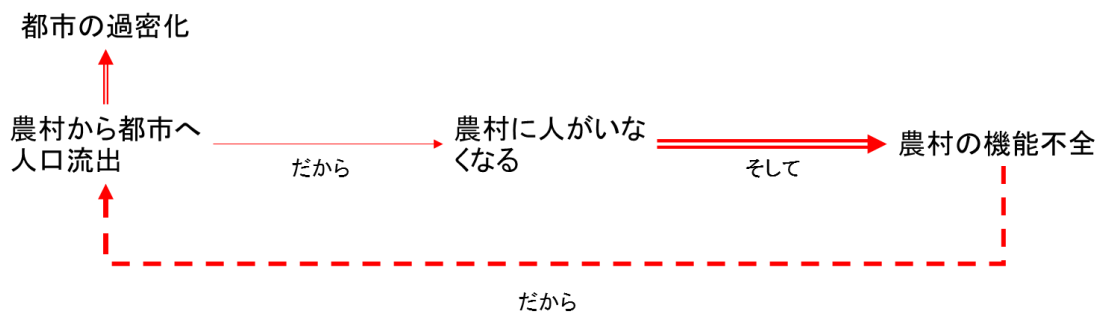 都市の過密化
農村から都市へ
人口流出
だから
農村に人がいな
くなる
そして
農村の機能不全
だから